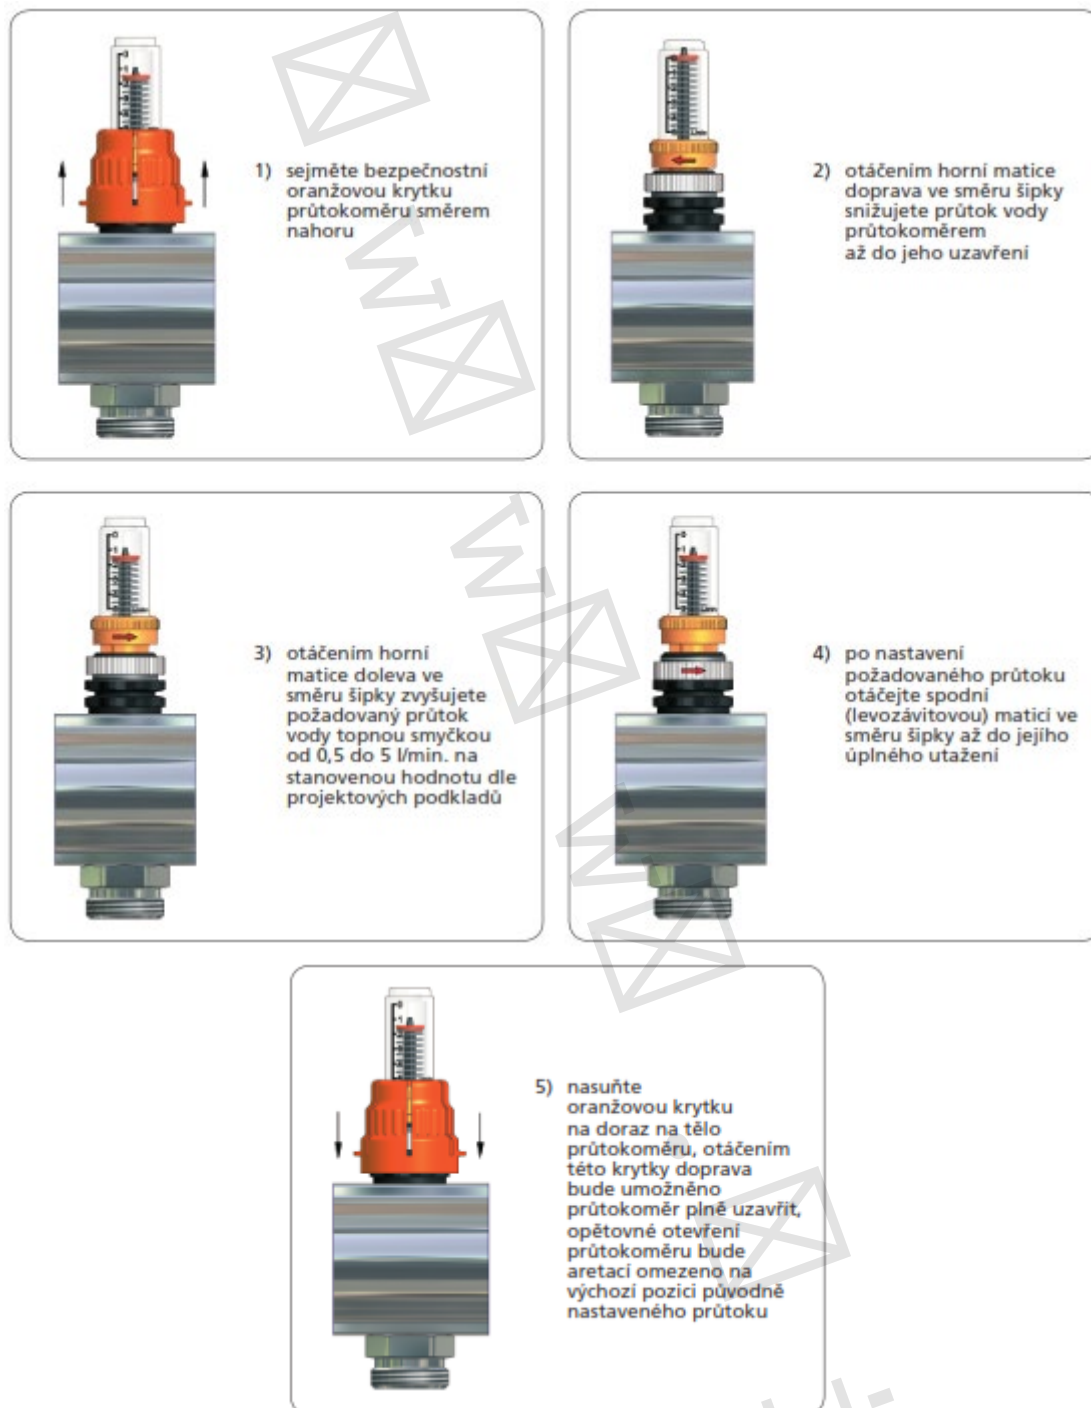 1) sejměte bezpečnostní
oranžovou krytku
průtokoměru směrem
nahoru
2) otáčením horní matice
doprava ve směru šipky
snižujete průtok vody
průtokoměrem
až do jeho uzavření
3) otáčením horní
matice doleva ve
směru šipky zvyšujete
požadovaný průtok
vody topnou smyčkou
od 0,5 do 5 l/min. na
stanovenou hodnotu dle
projektových podkladů
4) po nastavení
požadovaného průtoku
otáčejte spodní
(levozávitovou) maticí ve
směru šipky až do jejího
úplného utažení
5) nasuňte
oranžovou krytku
na doraz na tělo
průtokoměru, otáčením
této krytky doprava
bude umožněno
průtokoměr plně uzavřít,
opětovné otevření
průtokoměru bude
aretací omezeno na
výchozí pozici původně
nastaveného průtoku